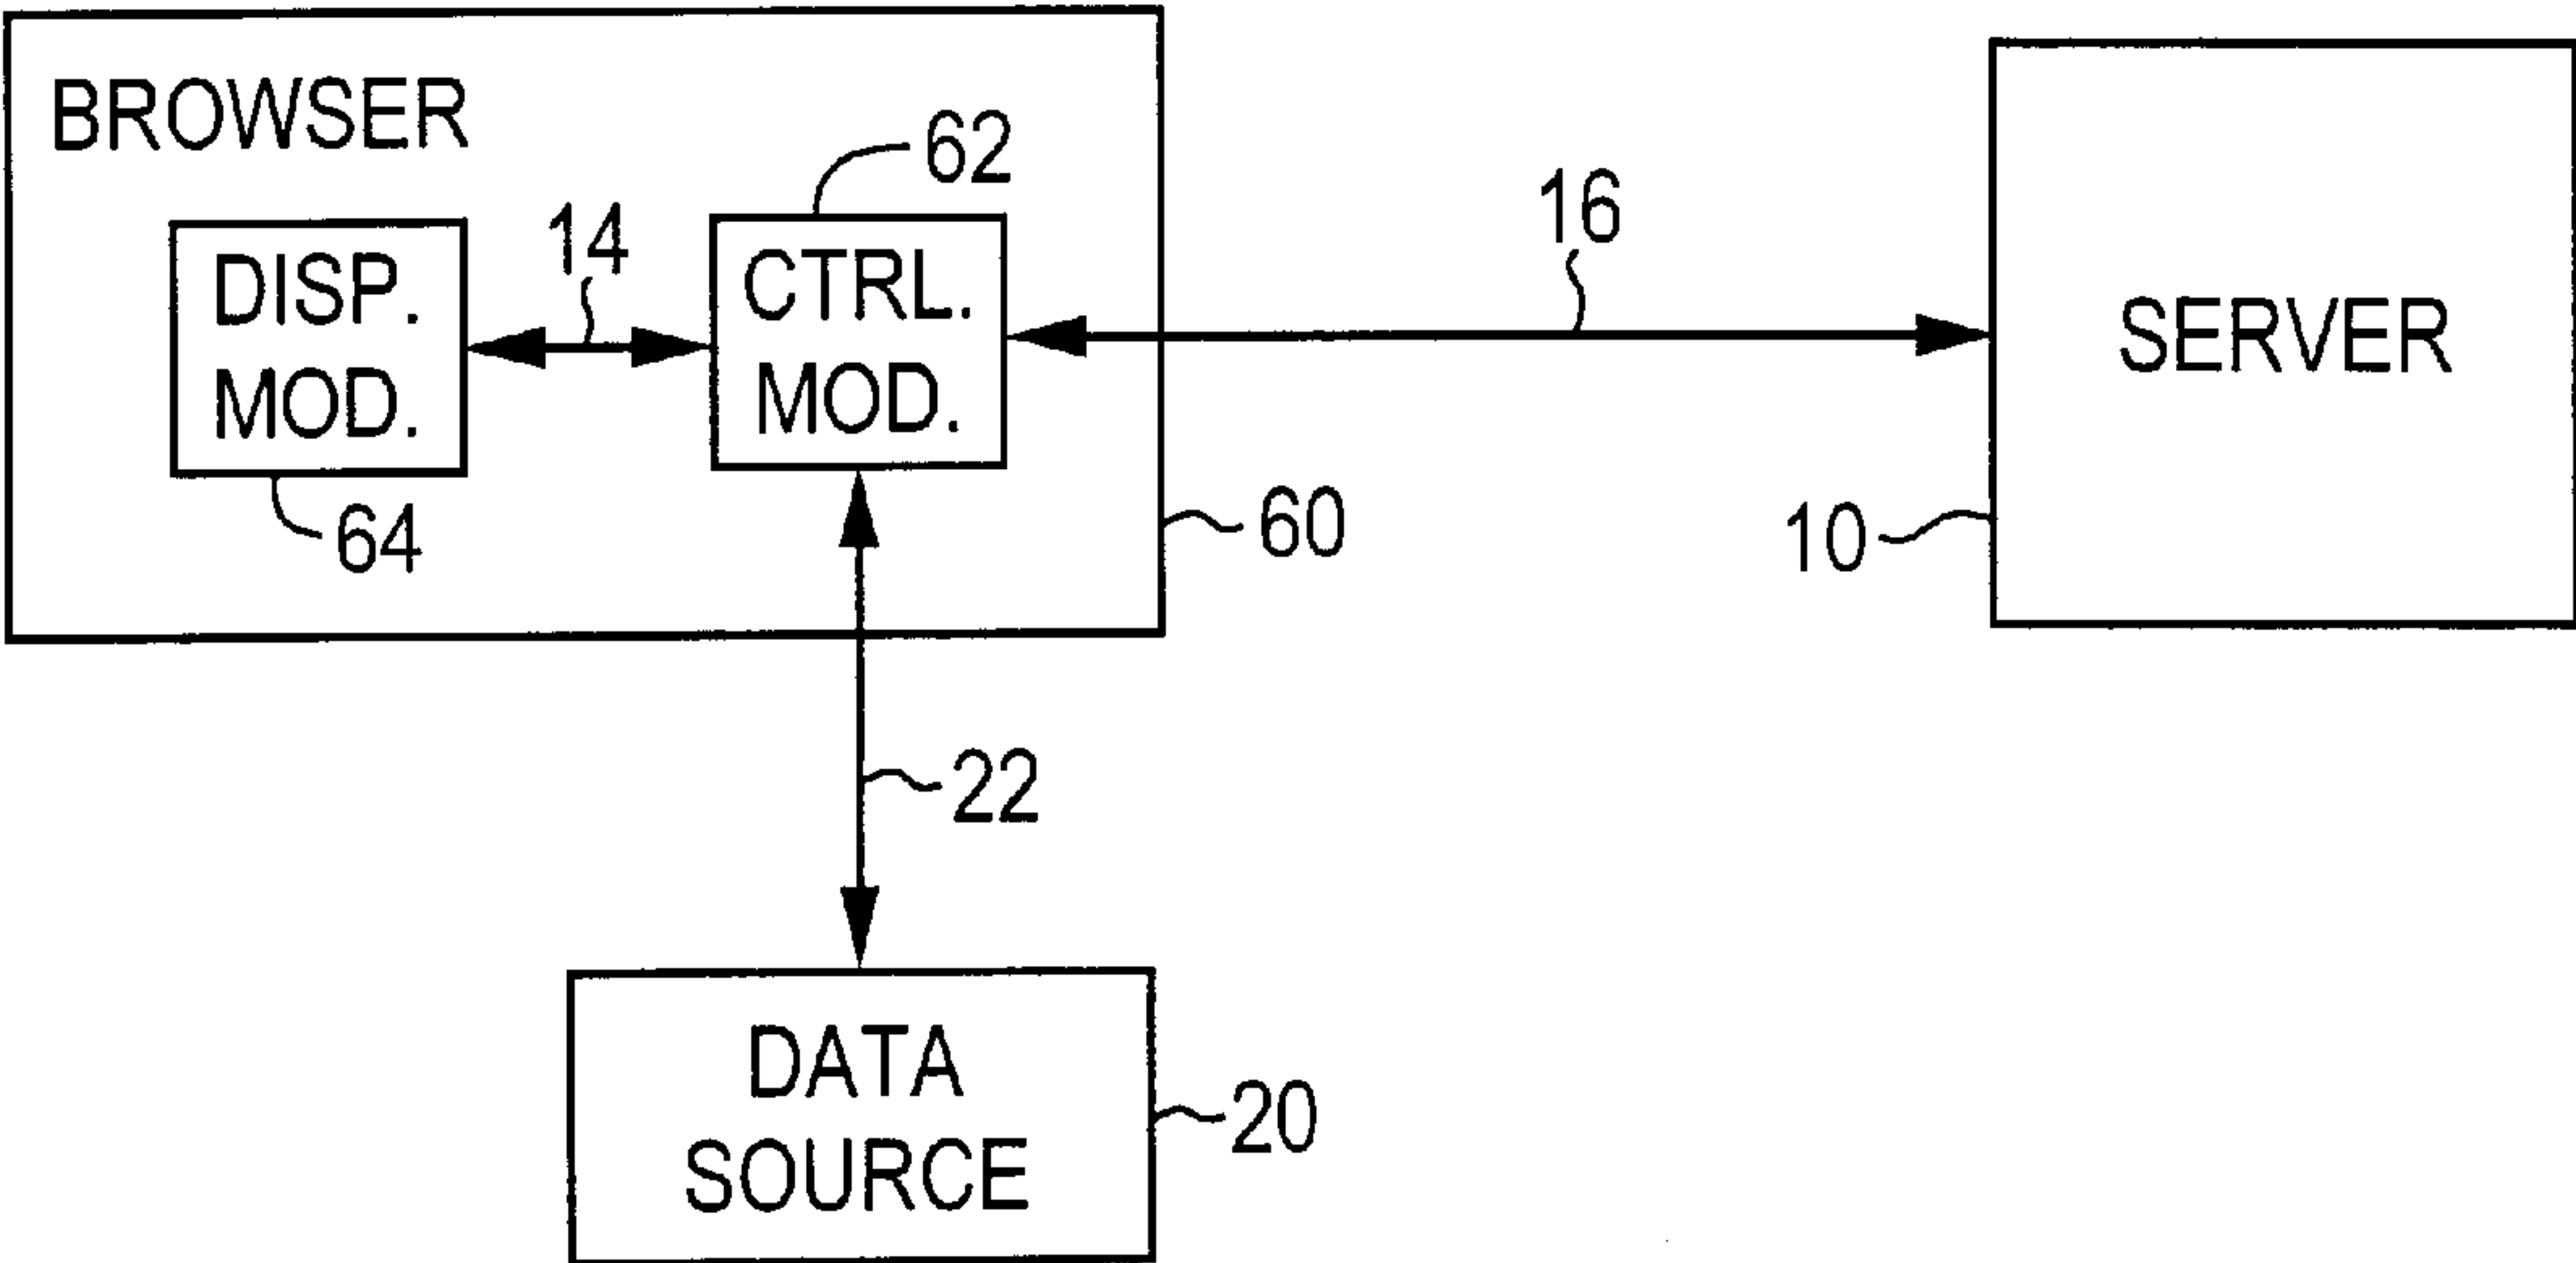 BROWSER
62
14
16
DISP.
MOD.
CTRL.
MOD.
SERVER
64
60
10
22
DATA
SOURCE
20